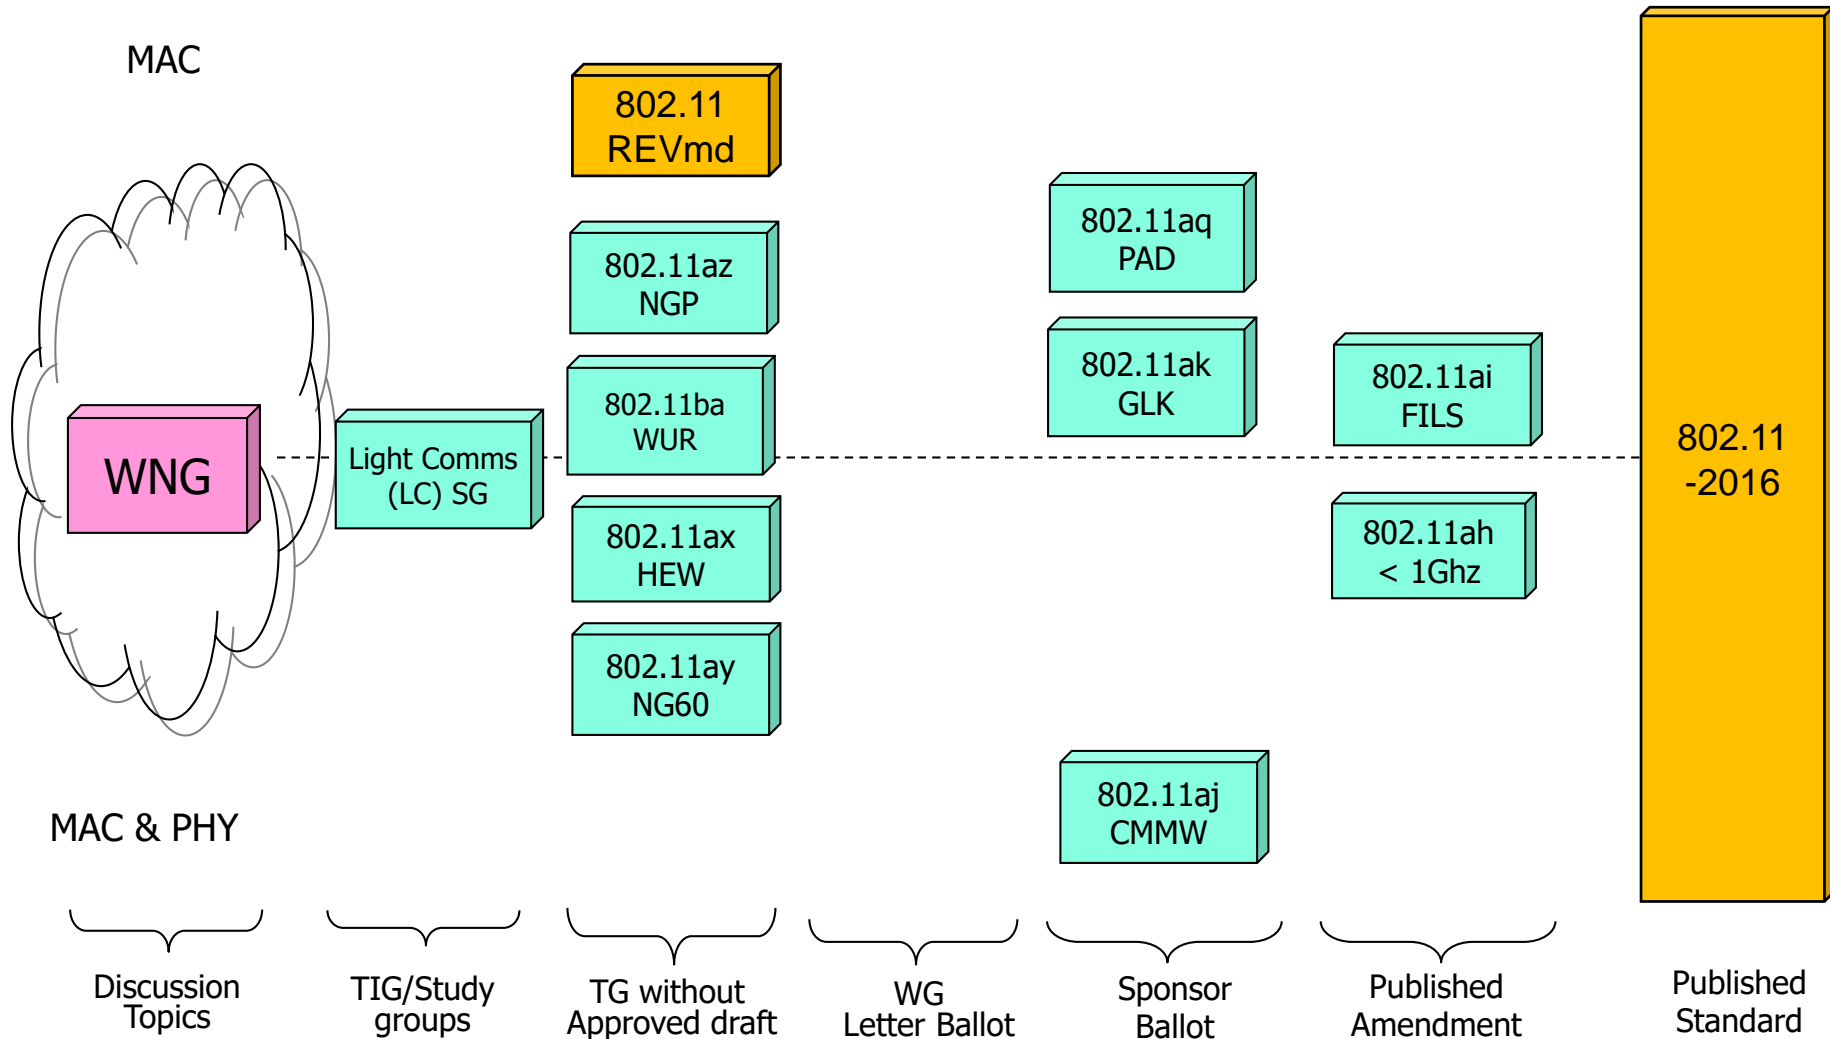 MAC
802.11
REVmd
802.11az
NGP
802.11ba
WUR
802.11ax
HEW
802.11ay
NG60
802.11aq
PAD
802.11ak
GLK
802.11ai
FILS
802.11ah
< 1Ghz
802.11aj
CMMW
802.11
-2016
WNG
Light Comms
(LC) SG
MAC & PHY
Discussion
Topics
TIG/Study
groups
TG without
Approved draft
WG
Letter Ballot
Sponsor
Ballot
Published
Amendment
Published
Standard